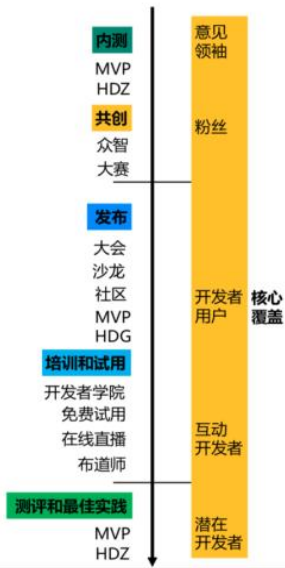 内测
MVP
HDZ
共创
众智
大赛
发布
大会
沙龙
社区
MVP
HDG
培训和试用
开发者学院
免费试用
在线直播
布道师
测评和最佳实践
MVP
HDZ
意见
领袖
粉丝
开发者
用户
互动
开发者
潜在
开发者
核心
覆盖